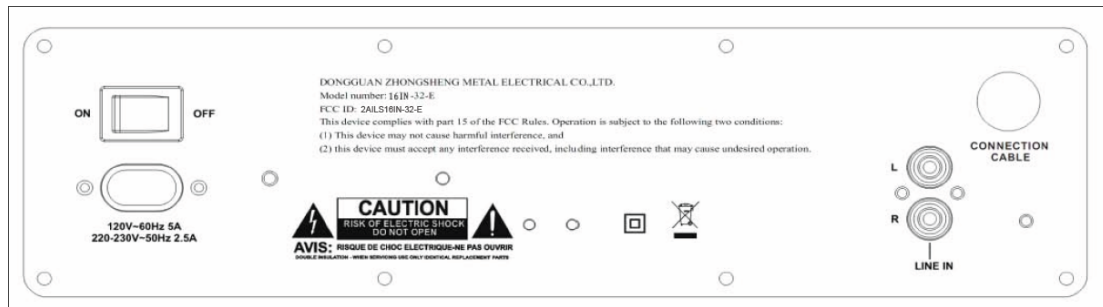 ON
OFF
120V~60Hz 5A
220-230V~50Hz 2.5A
DONGGUAN ZHONGSHENG METAL ELECTRICAL CO.,LTD.
Model number: 16IN-32-E
FCC ID: 2AILS16IN-32-E
This device complies with part 15 of the FCC Rules. Operation is subject to the following two conditions:
(1) This device may not cause harmful interference, and
(2) this device must accept any interference received, including interference that may cause undesired operation.
CAUTION
RISK OF ELECTRIC SHOCK
DO NOT OPEN
AVIS: RISQUE DE CHOC ELECTRIQUE-NE PAS OUVRIR
DOUBLE INSULATION - WHEN SERVICING USE ONLY IDENTICAL REPLACEMENT PARTS
CONNECTION
CABLE
L
R
LINE IN